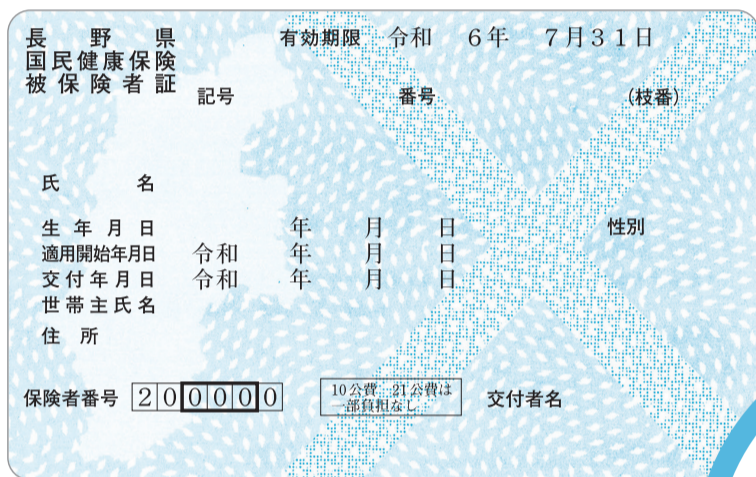 長野県 有効期限 令和 6年 7月31日
国民健康保険
被保険者証
記号 番号 (枝番)
氏名
生年月日 年 月 日 性別
適用開始年月日 令和 年 月 日
交付年月日 令和 年 月 日
世帯主氏名
住所
保険者番号 200000 10公費、21公費は
一部負担なし
交付者名